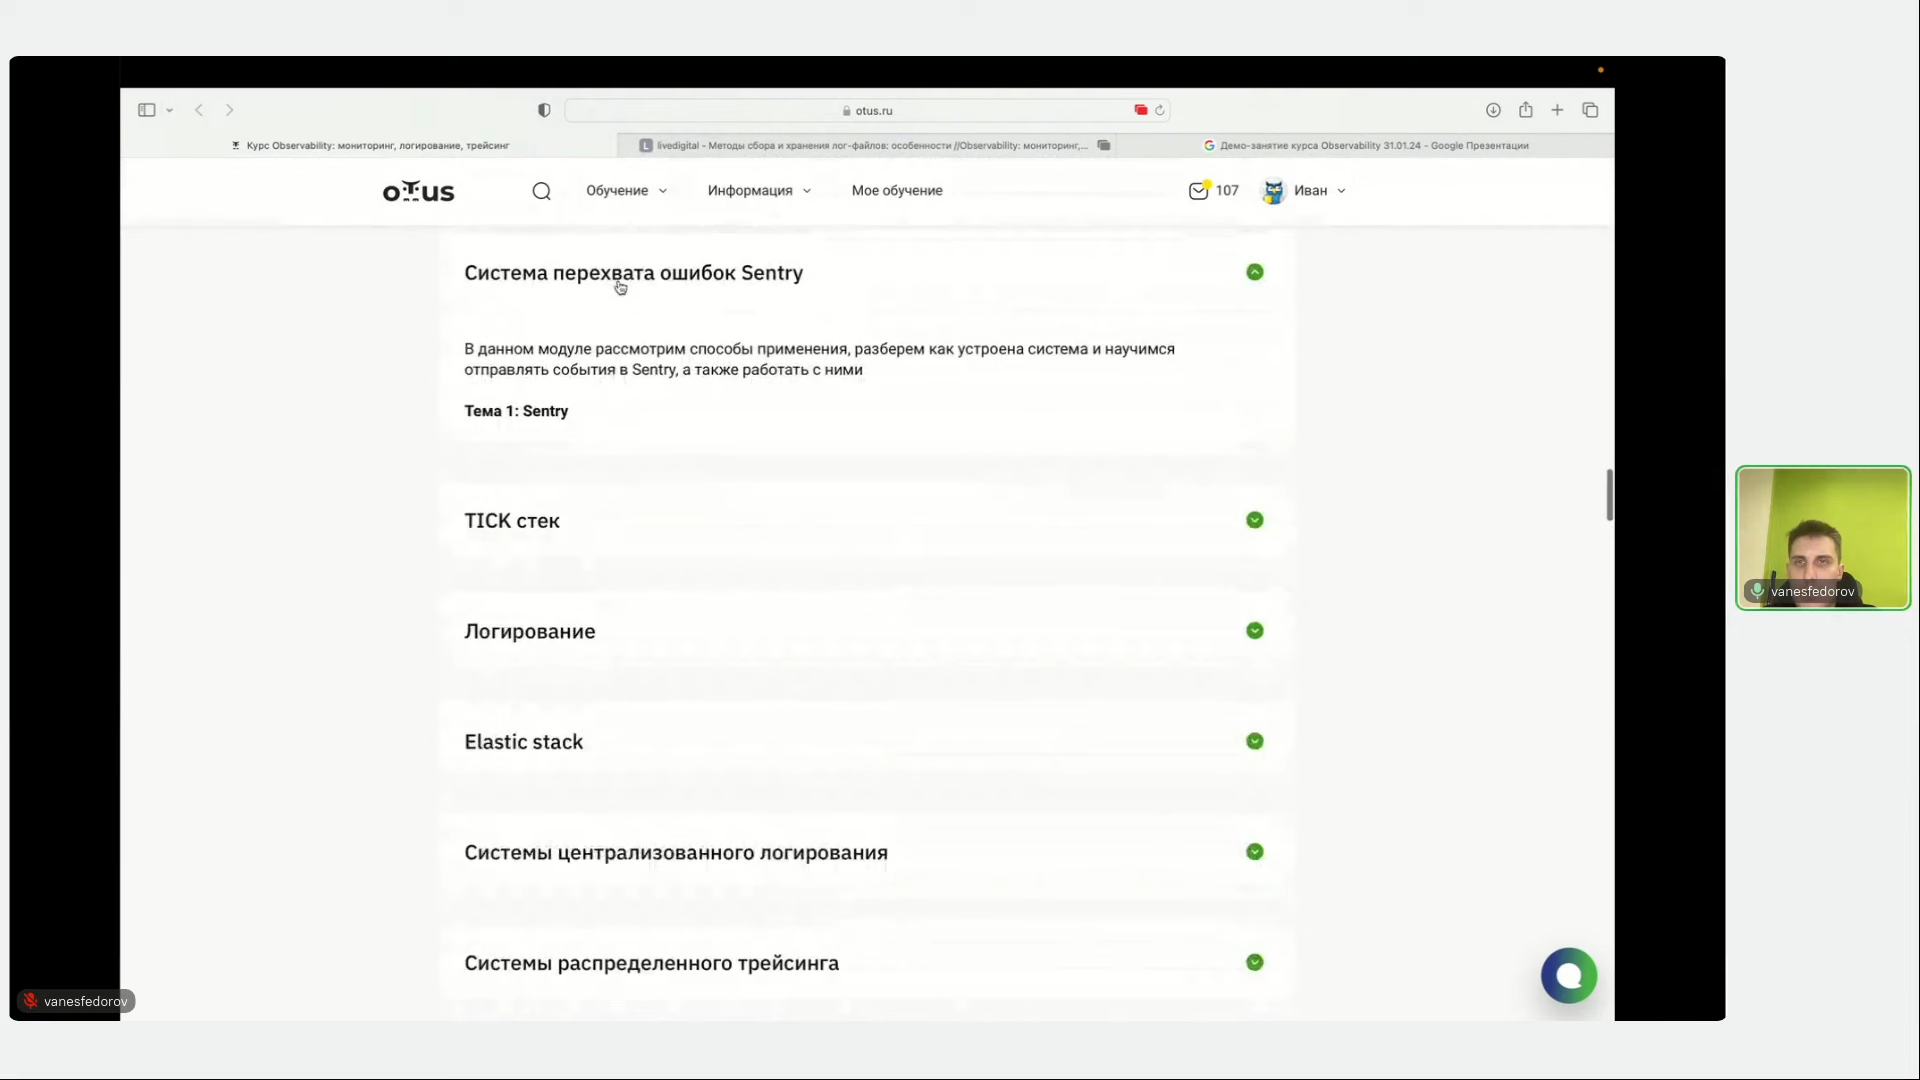 otus.ru
Курс Observability: мониторинг, логирование, трейсинг
L livedigital - Методы сбора и хранения лог-файлов: особенности //Observability: мониторинг,...
Демо-занятие курса Observability 31.01.24 - Google Презентации
OTUS
Обучение
Информация
Мое обучение
107
Иван
Система перехвата ошибок Sentry
В данном модуле рассмотрим способы применения, разберем как устроена система и научимся
отправлять события в Sentry, а также работать с ними
Тема 1: Sentry
TICK стек
Логирование
Elastic stack
Системы централизованного логирования
Системы распределенного трейсинга
vanesfedorov
vanesfedorov